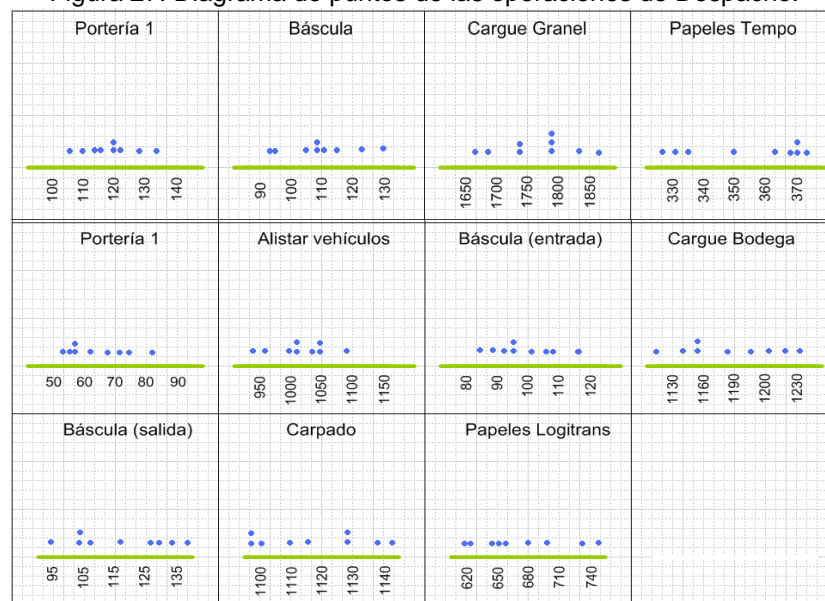 Figura Diagrama de puntos de las operaciones de Despacho.
Portería 1 Báscula Cargue Granel Papeles Tempo
100 110 120 130 140 90 100 110 120 130 1650 1700 1750 1800 1850 330 340 350 360 370
Portería 1 Alistar vehículos Báscula (entrada) Cargue Bodega
50 60 70 80 90 950 1000 1050 1100 1150 80 90 100 110 120 1130 1160 1190 1200 1230
Báscula (salida) Carpado Papeles Logitrans
95 105 115 125 135 1100 1110 1120 1130 1140 620 650 680 710 740